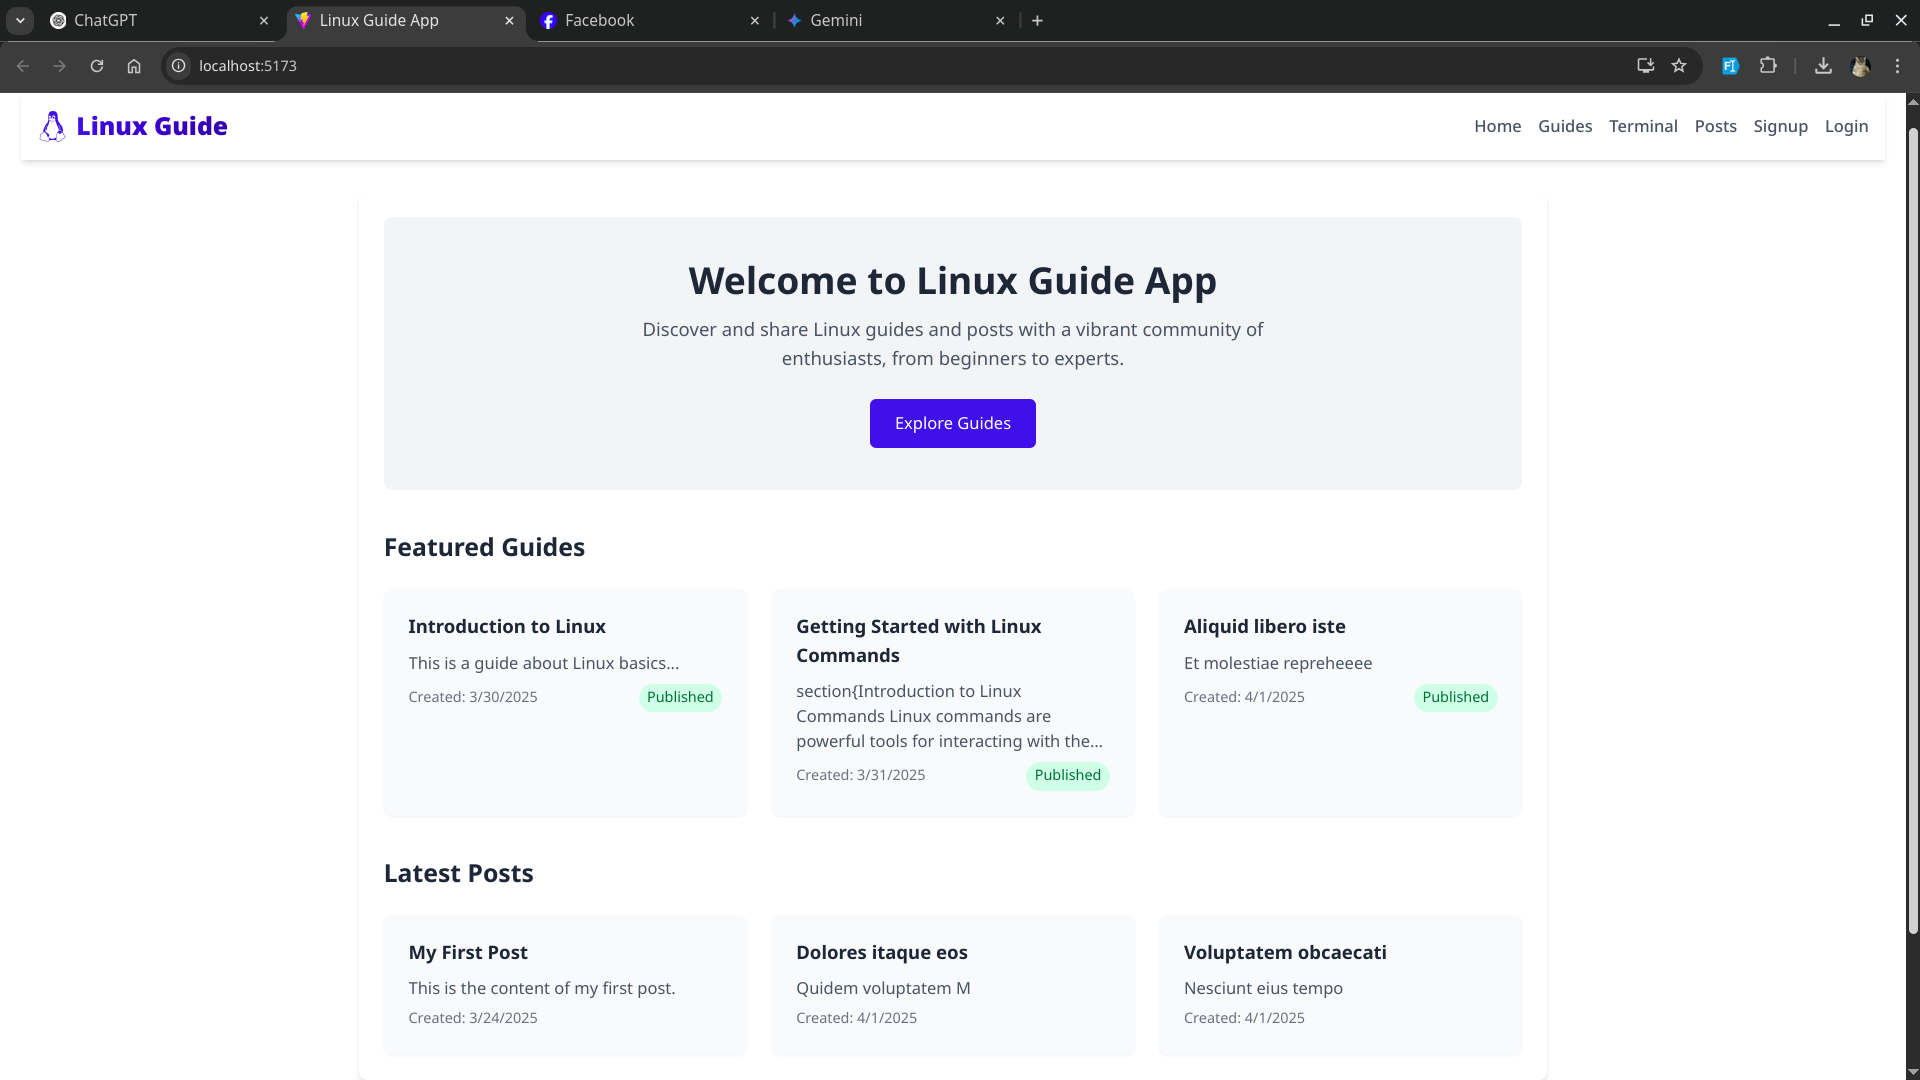 ChatGPT
Linux Guide App
Facebook
Gemini
localhost:5173
Linux Guide
Home Guides Terminal Posts Signup Login
Welcome to Linux Guide App
Discover and share Linux guides and posts with a vibrant community of
enthusiasts, from beginners to experts.
Explore Guides
Featured Guides
Introduction to Linux
This is a guide about Linux basics...
Created: 3/30/2025
Published
Getting Started with Linux
Commands
section{Introduction to Linux
Commands Linux commands are
powerful tools for interacting with the...
Created: 3/31/2025
Published
Aliquid libero iste
Et molestiae repreheeee
Created: 4/1/2025
Published
Latest Posts
My First Post
This is the content of my first post.
Created: 3/24/2025
Dolores itaque eos
Quidem voluptatem M
Created: 4/1/2025
Voluptatem obcaecati
Nesciunt eius tempo
Created: 4/1/2025